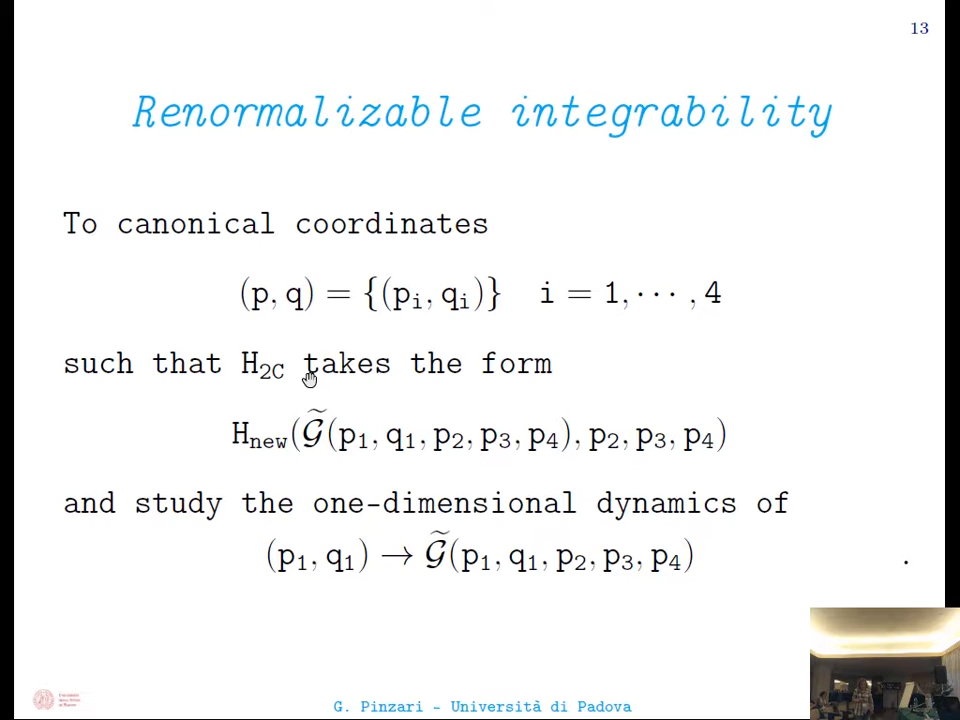 13
Renormalizable integrability
To canonical coordinates
(p, q) = {(pᵢ, qᵢ)} i = 1, ⋯ , 4
such that H₂C takes the form
Hnew(𝒢̃(p₁, q₁, p₂, p₃, p₄), p₂, p₃, p₄)
and study the one-dimensional dynamics of
(p₁, q₁) → 𝒢̃(p₁, q₁, p₂, p₃, p₄) .
G. Pinzari - Università di Padova